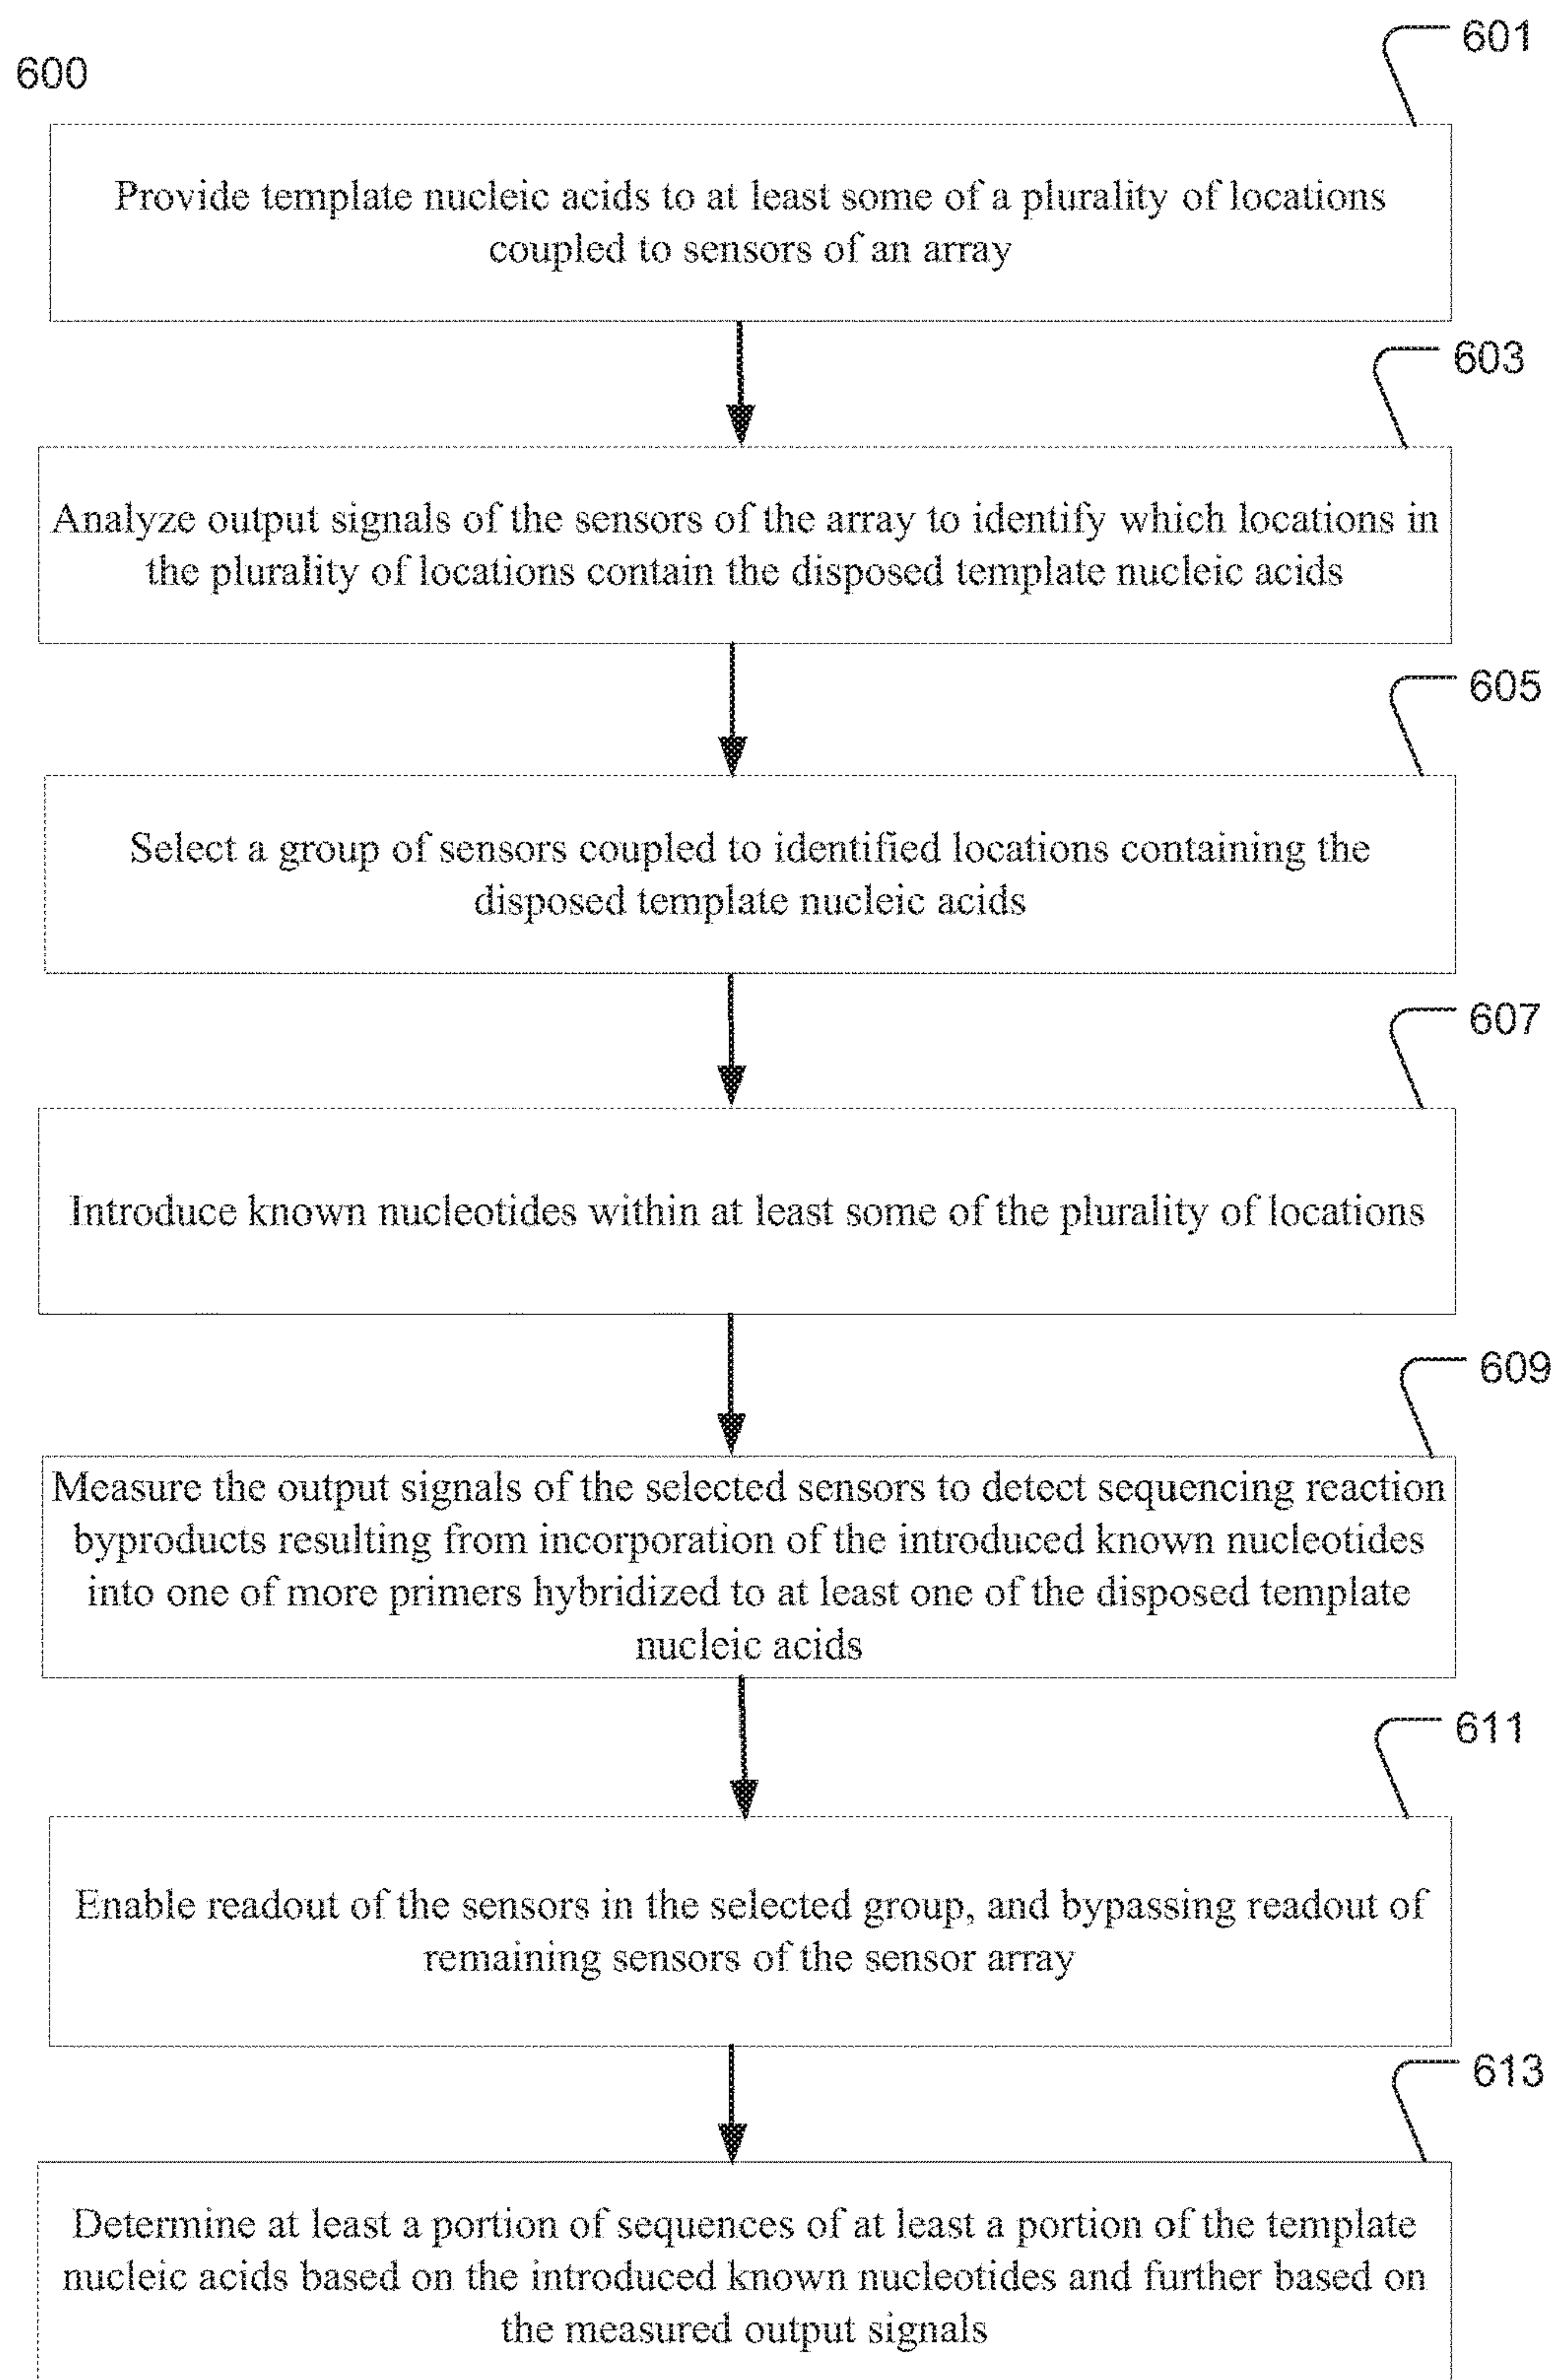 601
600
Provide template nucleic acids to at least some of a plurality of locations
coupled to sensors of an array
603
Analyze output signals of the sensors of the array to identify which locations in
the plurality of locations contain the disposed template nucleic acids
605
Select a group of sensors coupled to identified locations containing the
disposed template nucleic acids
607
Introduce known nucleotides within at least some of the plurality of locations
609
Measure the output signals of the selected sensors to detect sequencing reaction
byproducts resulting from incorporation of the introduced known nucleotides
into one of more primers hybridized to at least one of the disposed template
nucleic acids
611
Enable readout of the sensors in the selected group, and bypassing readout of
remaining sensors of the sensor array
613
Determine at least a portion of sequences of at least a portion of the template
nucleic acids based on the introduced known nucleotides and further based on
the measured output signals